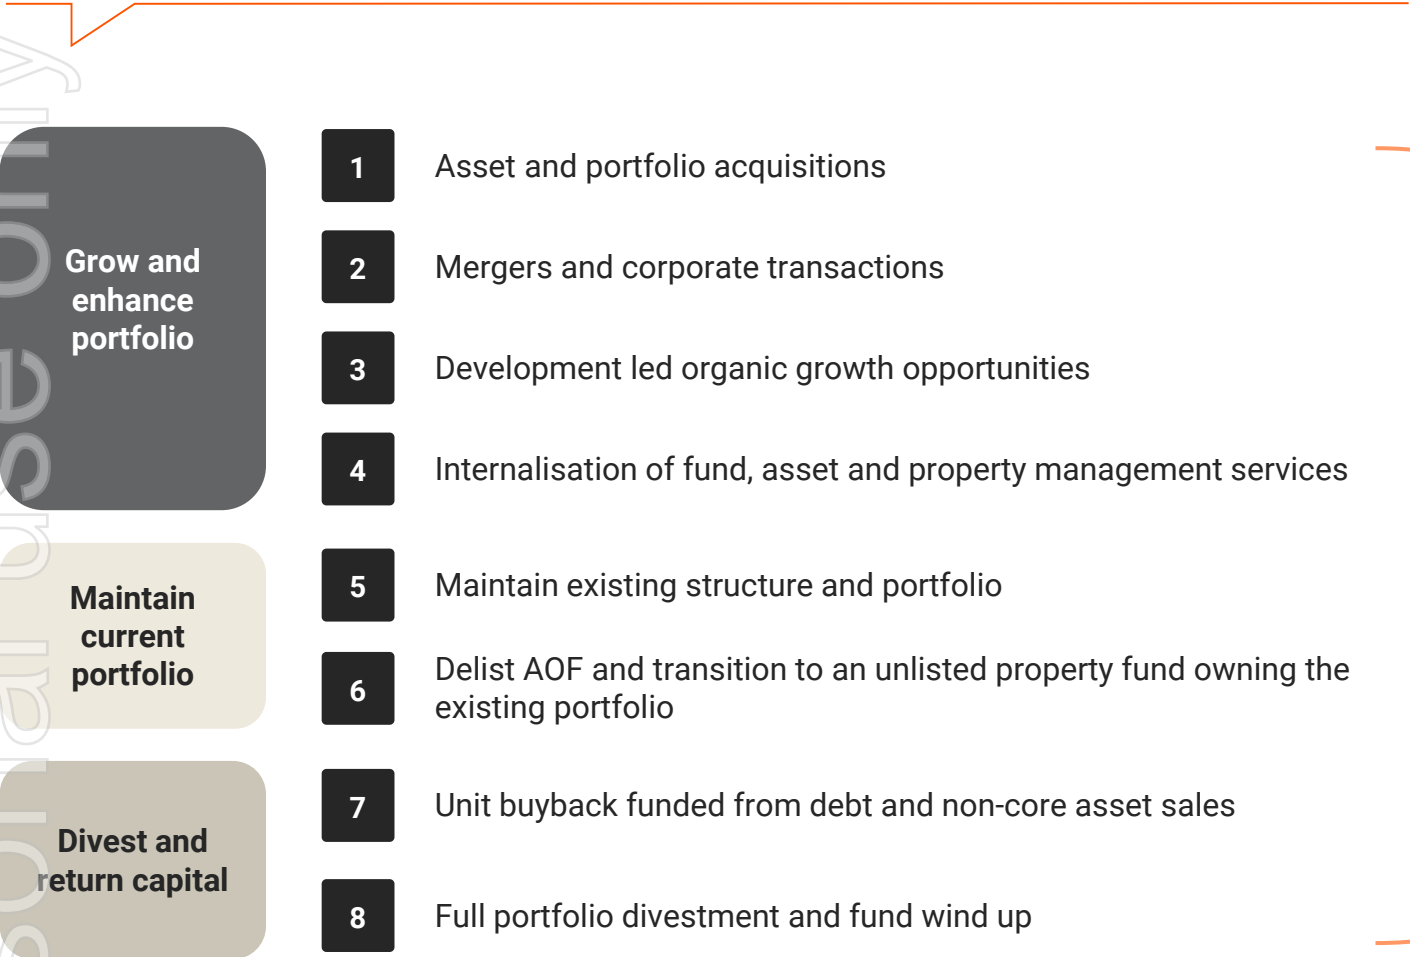 Grow and
enhance
portfolio
1
Asset and portfolio acquisitions
2
Mergers and corporate transactions
3
Development led organic growth opportunities
4
Internalisation of fund, asset and property management services
Maintain
current
portfolio
5
Maintain existing structure and portfolio
6
Delist AOF and transition to an unlisted property fund owning the
existing portfolio
Divest and
return capital
7
Unit buyback funded from debt and non-core asset sales
8
Full portfolio divestment and fund wind up
sonal use only